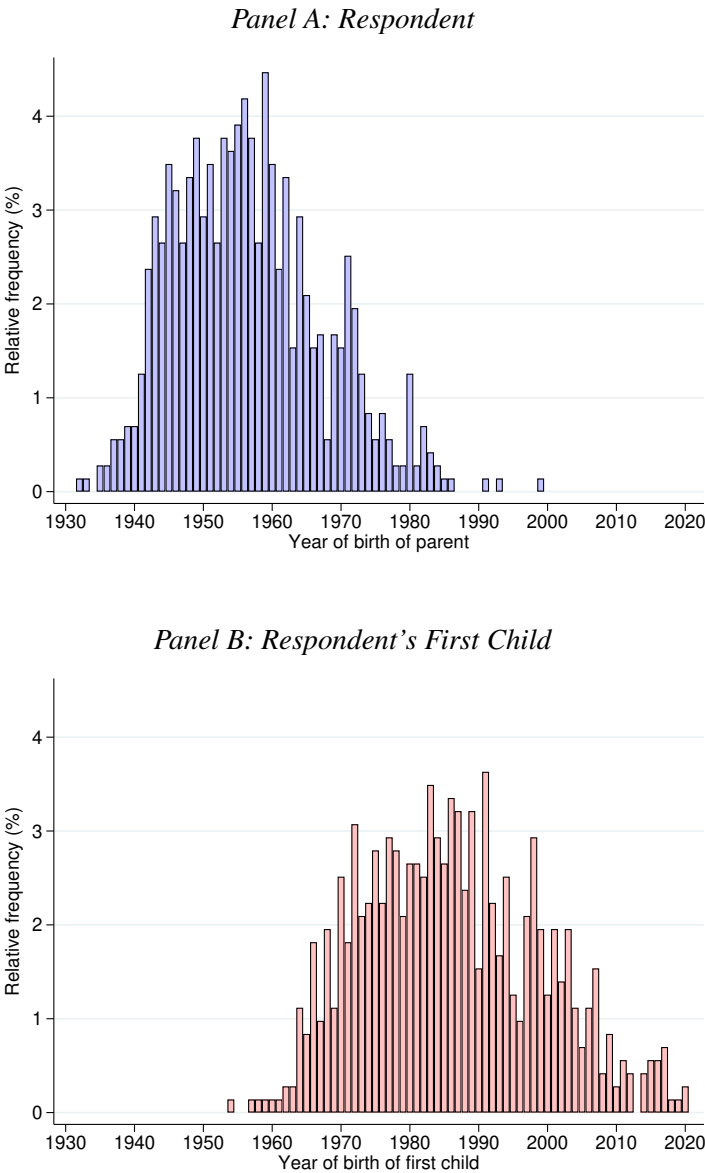 Panel A: Respondent
Relative frequency (%)
4
3
2
1
0
1930 1940 1950 1960 1970 1980 1990 2000 2010 2020
Year of birth of parent
Panel B: Respondent's First Child
Relative frequency (%)
4
3
2
1
0
1930 1940 1950 1960 1970 1980 1990 2000 2010 2020
Year of birth of first child